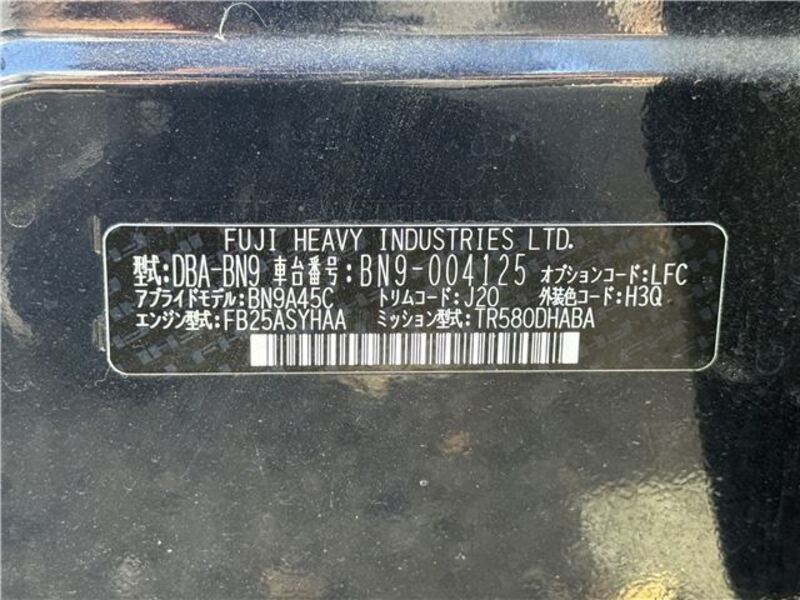 FUJI HEAVY INDUSTRIES LTD.
型式:DBA-BN9 車台番号:BN9-004125 オプションコード:LFC
アプライドモデル:BN9A45C トリムコード:J20 外装色コード:H3Q
エンジン型式:FB25ASYHAA ミッション型式:TR580DHABA